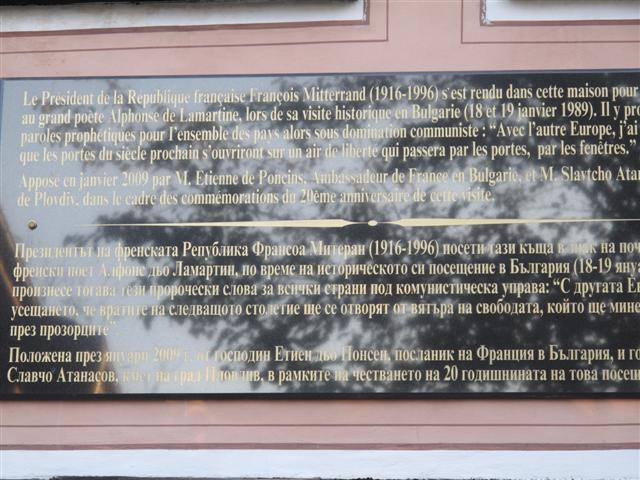 Le Président de la République française François Mitterrand (1916-1996) s'est rendu dans cette maison pour
au grand poète Alphonse de Lamartine, lors de sa visite historique en Bulgarie (18 et 19 janvier 1989). Il y pro
paroles prophétiques pour l'ensemble des pays alors sous domination communiste : "Avec l'autre Europe, j'ai
que les portes du siècle prochain s'ouvriront sur un air de liberté qui passera par les portes, par les fenêtres."
Apposé en janvier 2009 par M. Etienne de Poncins, Ambassadeur de France en Bulgarie, et M. Slavtcho Atan
de Plovdiv, dans le cadre des commémorations du 20ème anniversaire de cette visite.
Президентът на френската Република Франсоа Митеран (1916-1996) посети тази къща в знак на поч
френски поет Алфонс дьо Ламартин, по време на историческото си посещение в България (18-19 януа
произнесе тогава тези пророчески слова за всички страни под комунистическа управа: "С другата Ев
усещането, че вратите на следващото столетие ще се отворят от вятъра на свободата, който ще мине
през прозорците".
Положена през януари 2009 г. от господин Етиен дьо Понсен, посланик на Франция в България, и го
Славчо Атанасов, кмет на град Пловдив, в рамките на честването на 20 годишнината на това посещ